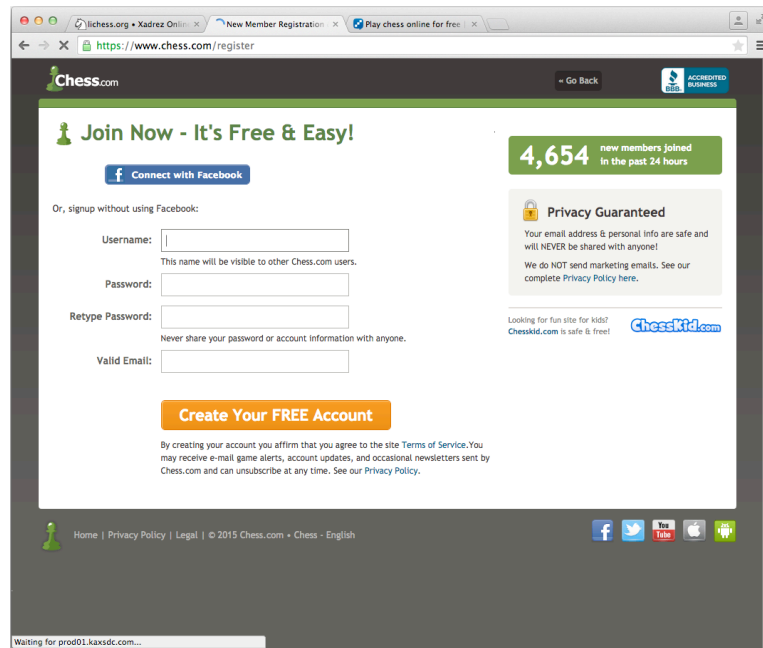 lichess.org • Xadrez Onlin
New Member Registration
Play chess online for free |
https://www.chess.com/register
Chess.com
« Go Back
BBB.
ACCREDITED
BUSINESS
Join Now - It's Free & Easy!
f Connect with Facebook
Or, signup without using Facebook:
Username:
This name will be visible to other Chess.com users.
Password:
Retype Password:
Never share your password or account information with anyone.
Valid Email:
Create Your FREE Account
By creating your account you affirm that you agree to the site Terms of Service.You
may receive e-mail game alerts, account updates, and occasional newsletters sent by
Chess.com and can unsubscribe at any time. See our Privacy Policy.
4,654 new members joined
in the past 24 hours
Privacy Guaranteed
Your email address & personal info are safe and
will NEVER be shared with anyone!
We do NOT send marketing emails. See our
complete Privacy Policy here.
Looking for fun site for kids?
Chesskid.com is safe & free!
ChessKid.com
Home | Privacy Policy | Legal | © 2015 Chess.com • Chess - English
f
You
Tube
Waiting for prod01.kaxsdc.com...